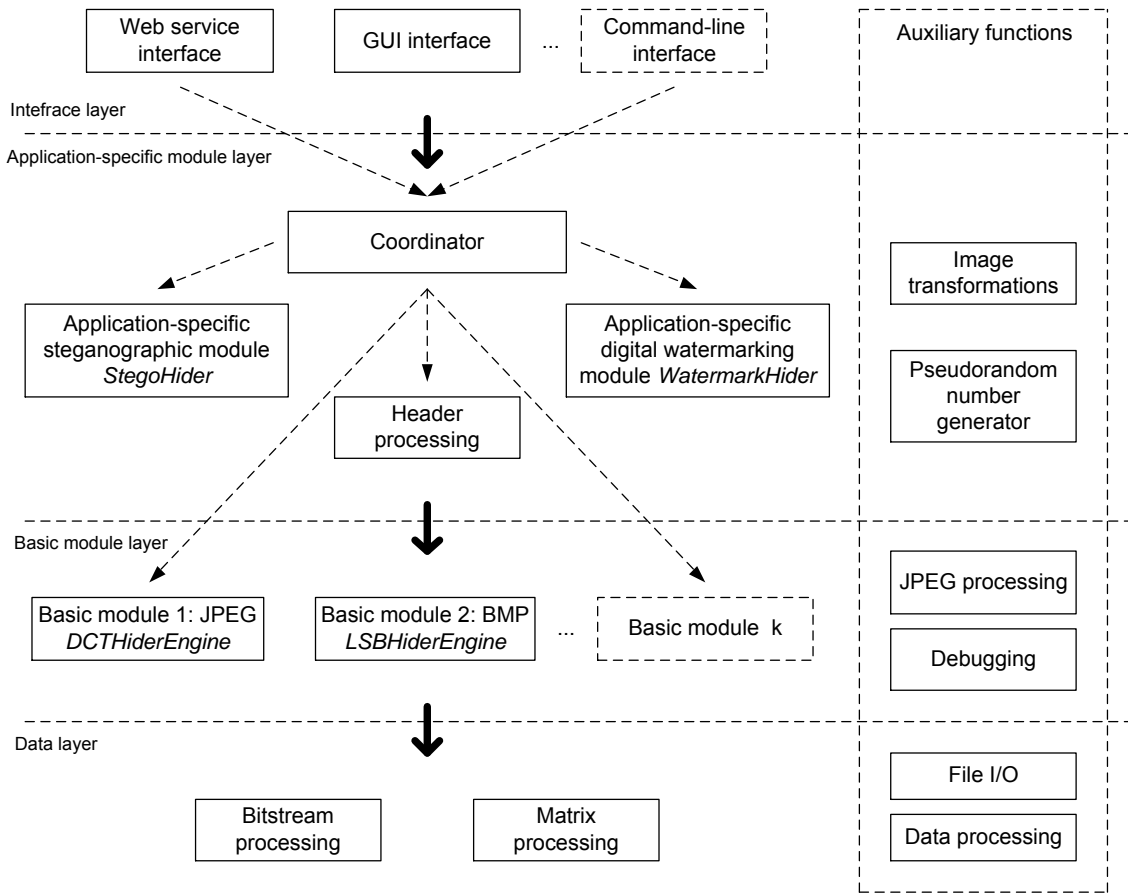 Web service
interface
GUI interface
...
Command-line
interface
Auxiliary functions
Intefrace layer
Application-specific module layer
Coordinator
Application-specific
steganographic module
StegoHider
Application-specific
digital watermarking
module WatermarkHider
Header
processing
Image
transformations
Pseudorandom
number
generator
Basic module layer
Basic module 1: JPEG
DCTHiderEngine
Basic module 2: BMP
LSBHiderEngine
...
Basic module k
JPEG processing
Debugging
Data layer
Bitstream
processing
Matrix
processing
File I/O
Data processing